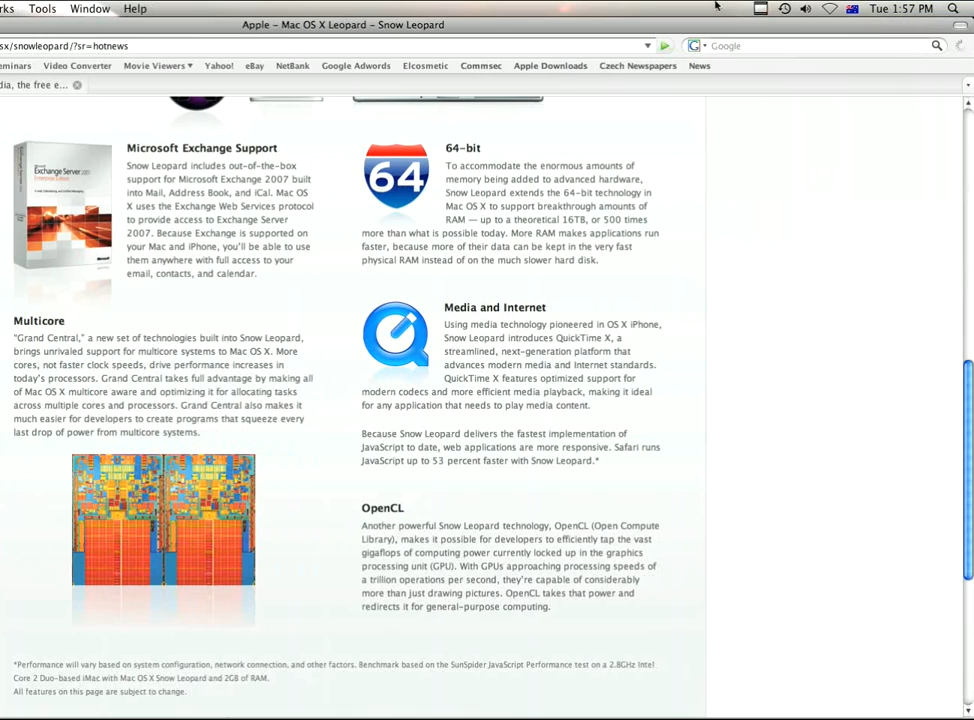 rks Tools Window Help Tue 1:57 PM
Apple - Mac OS X Leopard - Snow Leopard
sx/snowleopard/?sr=hotnews
Google
eminars Video Converter Movie Viewers Yahoo! eBay NetBank Google Adwords Elcosmetic Commsec Apple Downloads Czech Newspapers News
dia, the free e...
Microsoft Exchange Support
Snow Leopard includes out-of-the-box
support for Microsoft Exchange 2007 built
into Mail, Address Book, and iCal. Mac OS
X uses the Exchange Web Services protocol
to provide access to Exchange Server
2007. Because Exchange is supported on
your Mac and iPhone, you'll be able to use
them anywhere with full access to your
email, contacts, and calendar.
Exchange Server 2007
Microsoft
Multicore
"Grand Central," a new set of technologies built into Snow Leopard,
brings unrivaled support for multicore systems to Mac OS X. More
cores, not faster clock speeds, drive performance increases in
today's processors. Grand Central takes full advantage by making all
of Mac OS X multicore aware and optimizing it for allocating tasks
across multiple cores and processors. Grand Central also makes it
much easier for developers to create programs that squeeze every
last drop of power from multicore systems.
64
64-bit
To accommodate the enormous amounts of
memory being added to advanced hardware,
Snow Leopard extends the 64-bit technology in
Mac OS X to support breakthrough amounts of
RAM — up to a theoretical 16TB, or 500 times
more than what is possible today. More RAM makes applications run
faster, because more of their data can be kept in the very fast
physical RAM instead of on the much slower hard disk.
Media and Internet
Using media technology pioneered in OS X iPhone,
Snow Leopard introduces QuickTime X, a
streamlined, next-generation platform that
advances modern media and Internet standards.
QuickTime X features optimized support for
modern codecs and more efficient media playback, making it ideal
for any application that needs to play media content.
Because Snow Leopard delivers the fastest implementation of
JavaScript to date, web applications are more responsive. Safari runs
JavaScript up to 53 percent faster with Snow Leopard.*
OpenCL
Another powerful Snow Leopard technology, OpenCL (Open Compute
Library), makes it possible for developers to efficiently tap the vast
gigaflops of computing power currently locked up in the graphics
processing unit (GPU). With GPUs approaching processing speeds of
a trillion operations per second, they're capable of considerably
more than just drawing pictures. OpenCL takes that power and
redirects it for general-purpose computing.
*Performance will vary based on system configuration, network connection, and other factors. Benchmark based on the SunSpider JavaScript Performance test on a 2.8GHz Intel
Core 2 Duo-based iMac with Mac OS X Snow Leopard and 2GB of RAM.
All features on this page are subject to change.